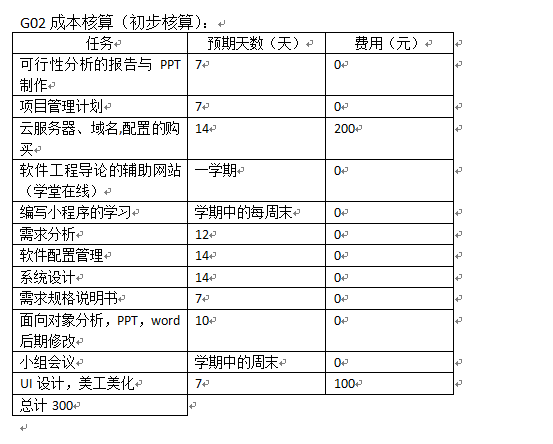 G02 成本核算（初步核算）：
任务 预期天数（天） 费用（元）
可行性分析的报告与 PPT 7 0
制作
项目管理计划 7 0
云服务器、域名,配置的购 14 200
买
软件工程导论的辅助网站 一学期 0
（学堂在线）
编写小程序的学习 学期中的每周末 0
需求分析 12 0
软件配置管理 14 0
系统设计 14 0
需求规格说明书 7 0
面向对象分析，PPT，word 10 0
后期修改
小组会议 学期中的周末 0
UI 设计，美工美化 7 100
总计 300